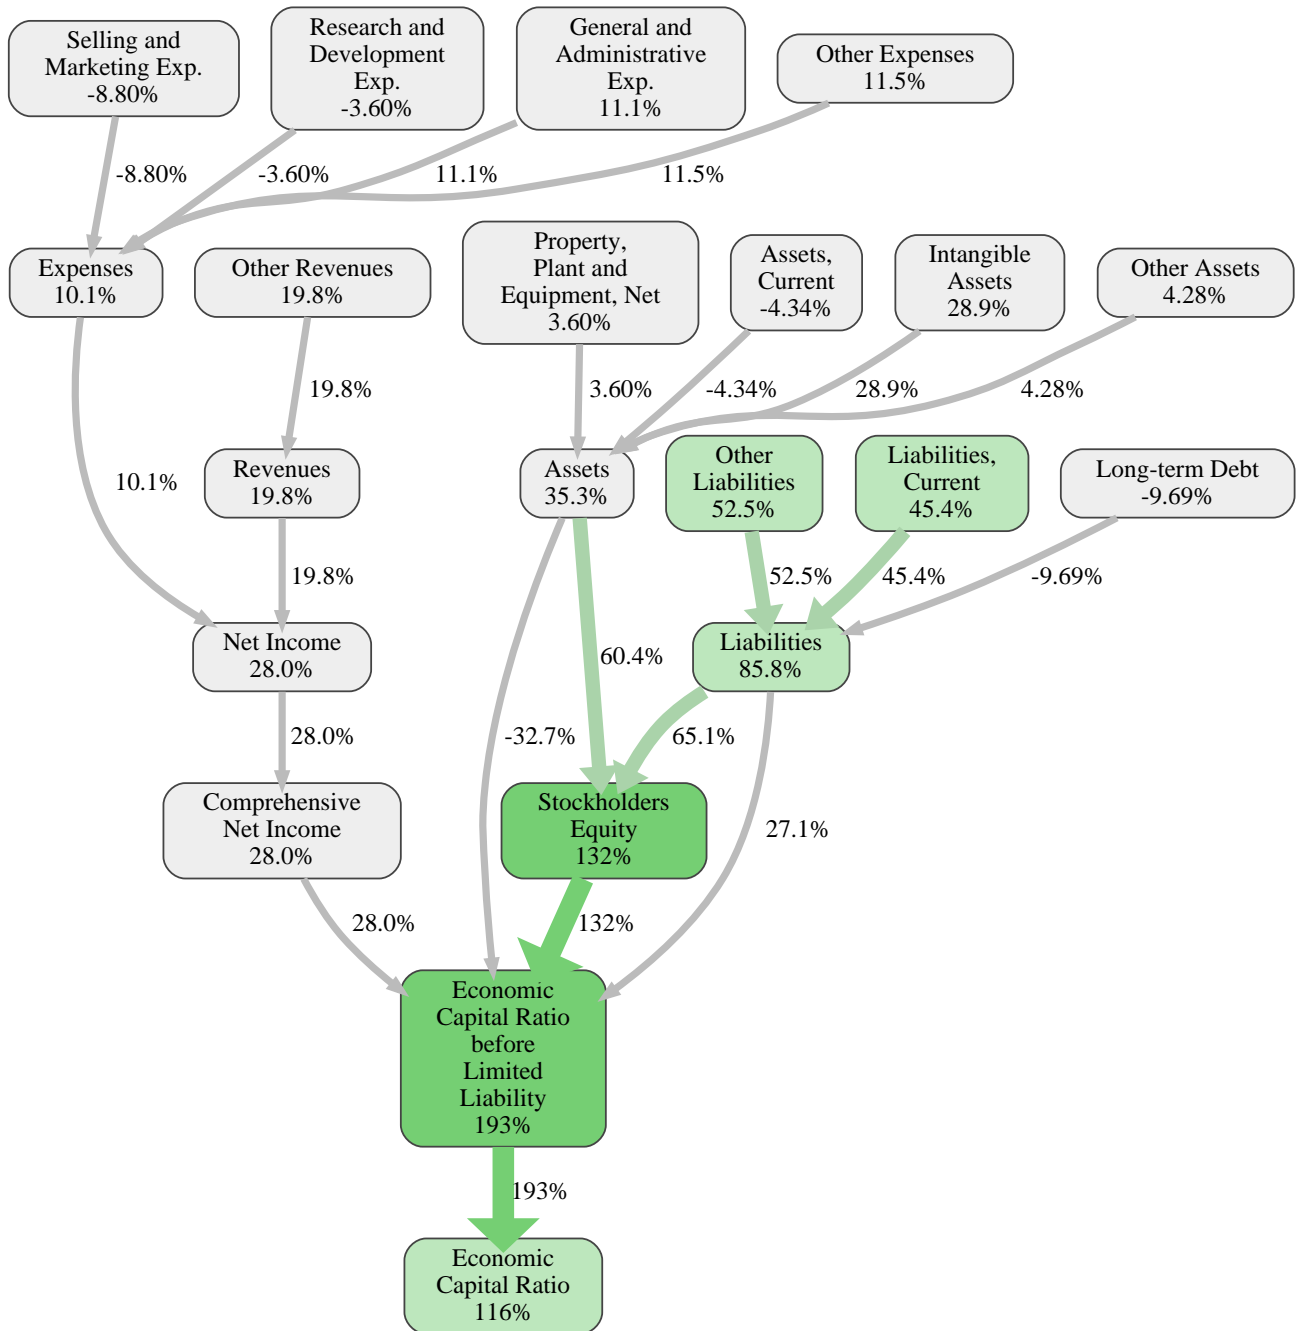 Selling and
Marketing Exp.
-8.80%
Research and
Development
Exp.
-3.60%
General and
Administrative
Exp.
11.1%
Other Expenses
11.5%
-8.80%
-3.60%
11.1%
11.5%
Expenses
10.1%
Other Revenues
19.8%
Property,
Plant and
Equipment, Net
3.60%
Assets,
Current
-4.34%
Intangible
Assets
28.9%
Other Assets
4.28%
19.8%
3.60%
-4.34%
28.9%
4.28%
10.1%
Revenues
19.8%
Assets
35.3%
Other
Liabilities
52.5%
Liabilities,
Current
45.4%
Long-term Debt
-9.69%
19.8%
52.5%
45.4%
-9.69%
Net Income
28.0%
60.4%
Liabilities
85.8%
28.0%
-32.7%
65.1%
Comprehensive
Net Income
28.0%
Stockholders
Equity
132%
27.1%
28.0%
132%
Economic
Capital Ratio
before
Limited
Liability
193%
193%
Economic
Capital Ratio
116%